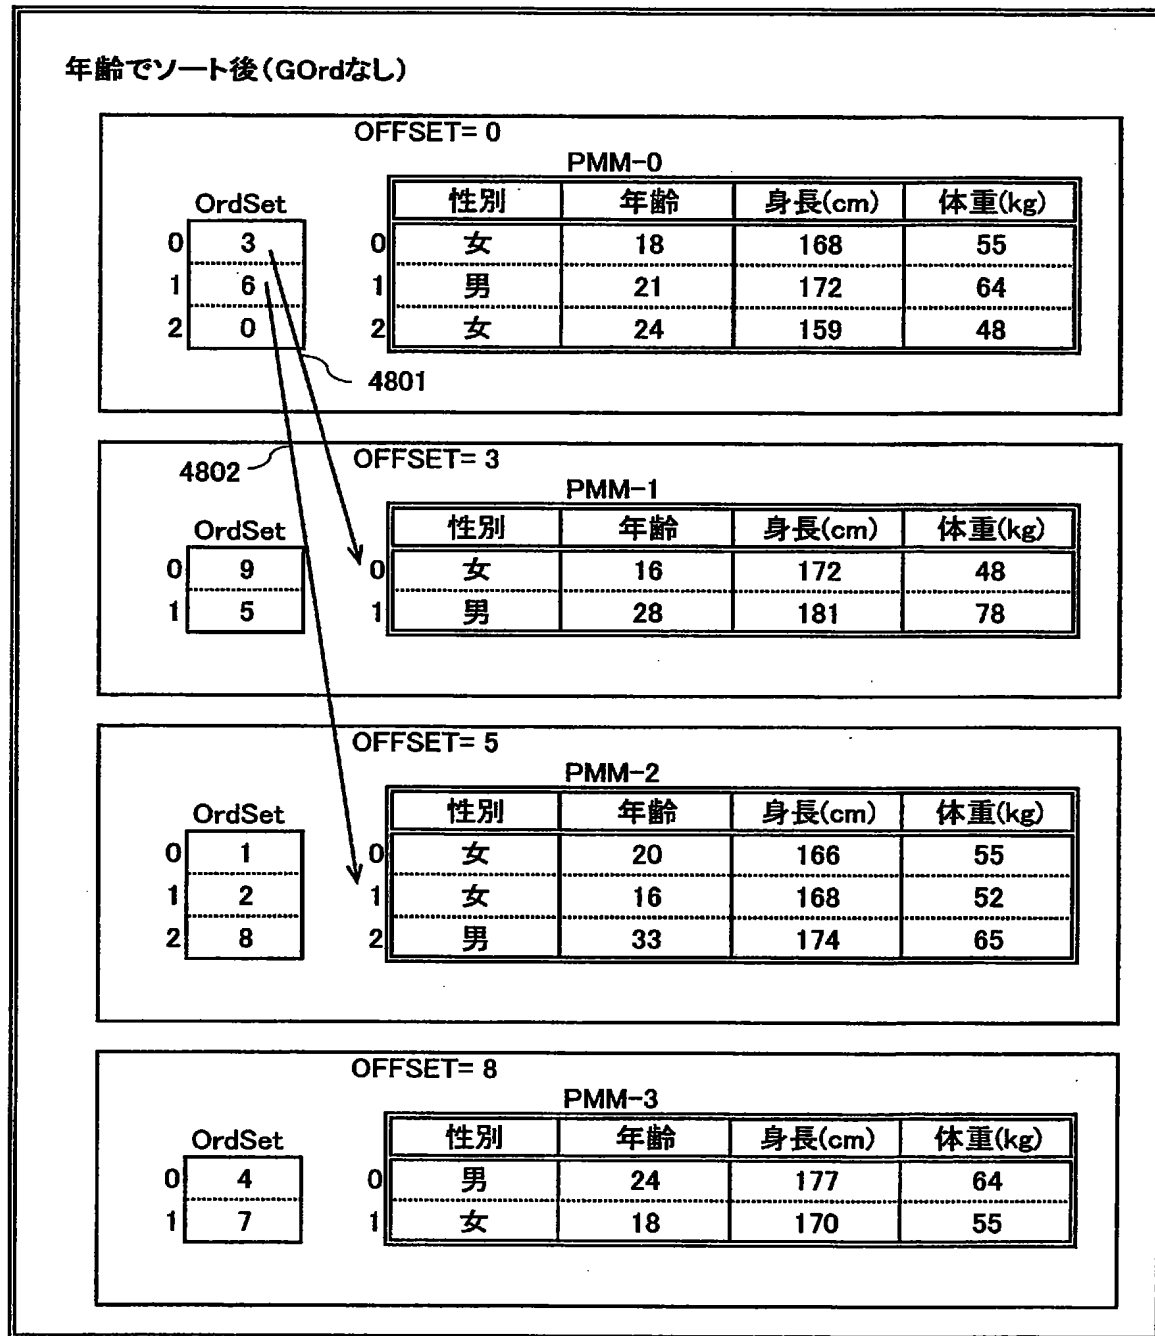 年齢でソート後(GOrdなし)
OFFSET= 0
PMM-0
OrdSet
性別 年齢 身長(cm) 体重(kg)
0 3 0 女 18 168 55
1 6 1 男 21 172 64
2 0 2 女 24 159 48
4801
4802
OFFSET= 3
PMM-1
OrdSet
性別 年齢 身長(cm) 体重(kg)
0 9 0 女 16 172 48
1 5 1 男 28 181 78
OFFSET= 5
PMM-2
OrdSet
性別 年齢 身長(cm) 体重(kg)
0 1 0 女 20 166 55
1 2 1 女 16 168 52
2 8 2 男 33 174 65
OFFSET= 8
PMM-3
OrdSet
性別 年齢 身長(cm) 体重(kg)
0 4 0 男 24 177 64
1 7 1 女 18 170 55